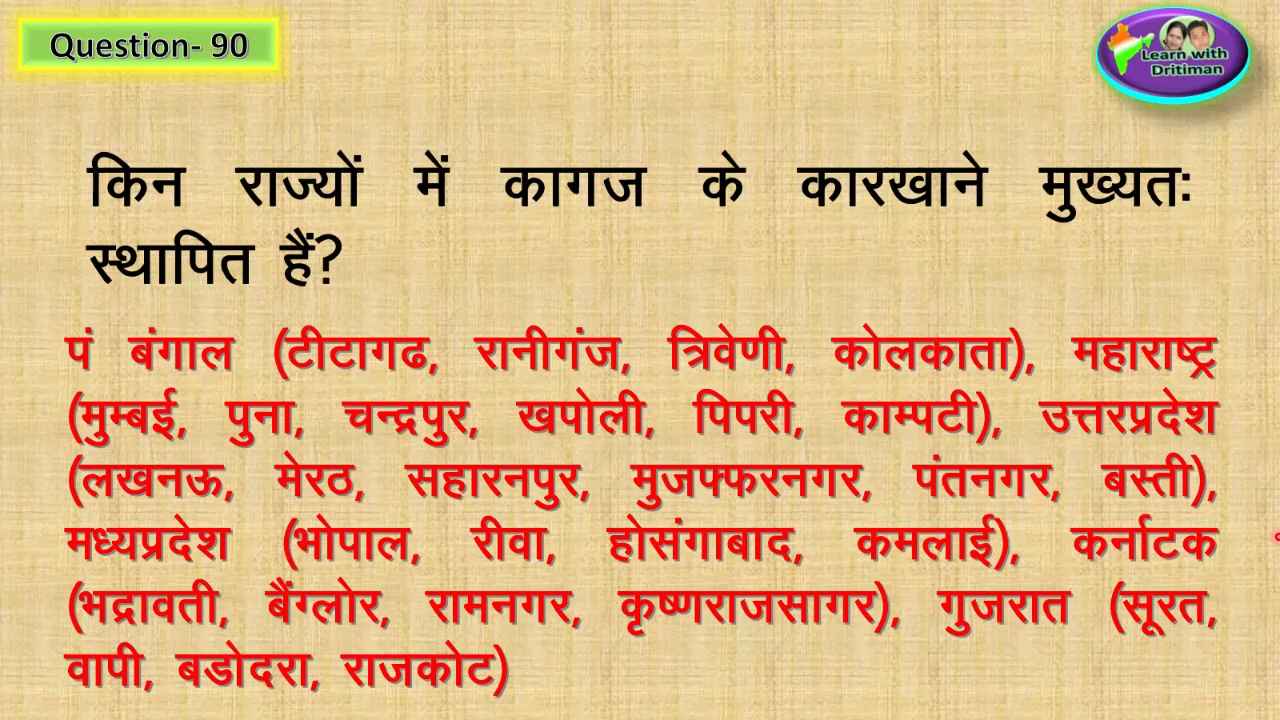 Question- 90
Learn with
Dritiman
किन राज्यों में कागज के कारखाने मुख्यतः
स्थापित हैं?
पं बंगाल (टीटागढ, रानीगंज, त्रिवेणी, कोलकाता), महाराष्ट्र
(मुम्बई, पुना, चन्द्रपुर, खपोली, पिपरी, काम्पटी), उत्तरप्रदेश
(लखनऊ, मेरठ, सहारनपुर, मुजफ्फरनगर, पंतनगर, बस्ती),
मध्यप्रदेश (भोपाल, रीवा, होसंगाबाद, कमलाई), कर्नाटक
(भद्रावती, बैंग्लोर, रामनगर, कृष्णराजसागर), गुजरात (सूरत,
वापी, बडोदरा, राजकोट)